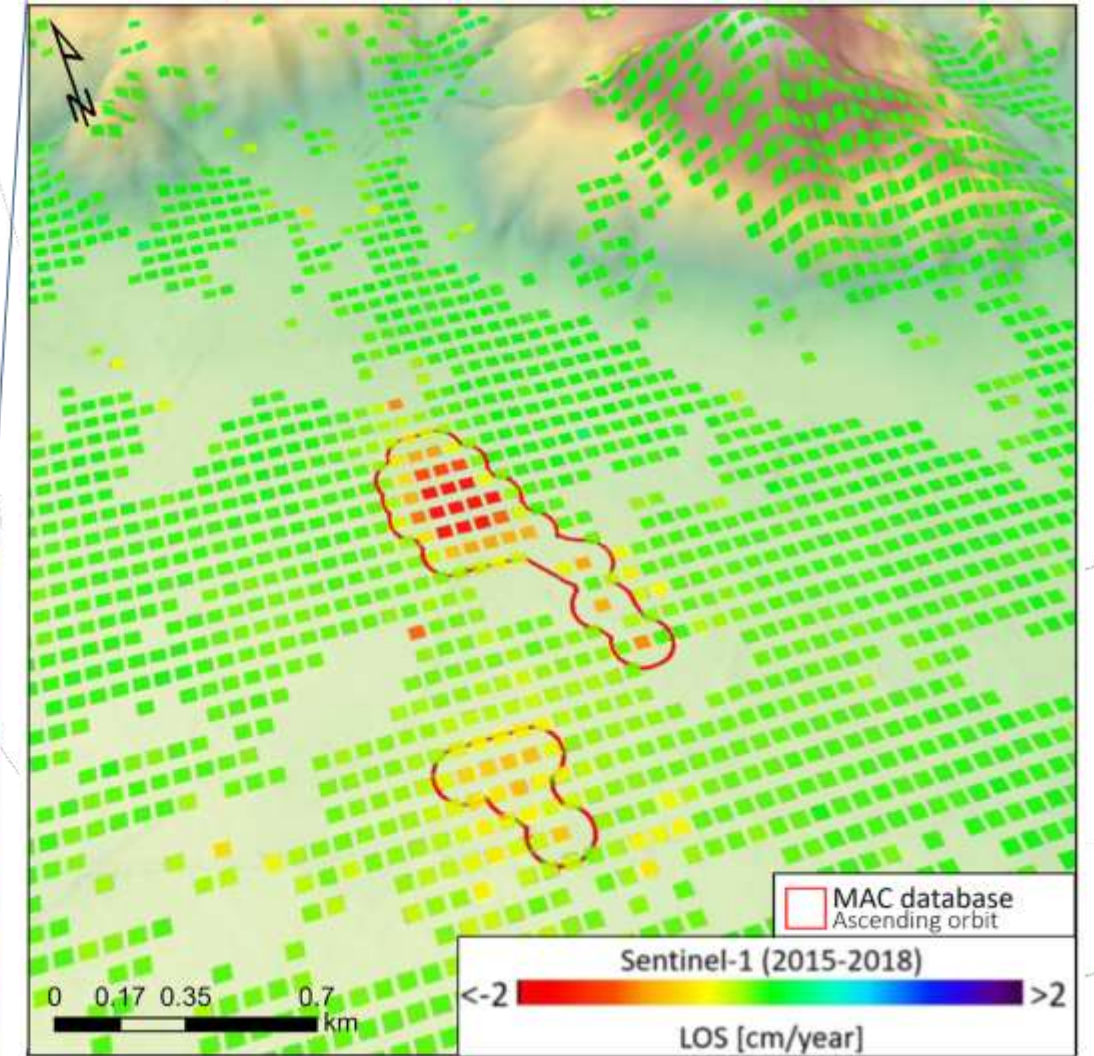 N
MAC database
Ascending orbit
Sentinel-1 (2015-2018)
<-2 >2
LOS [cm/year]
0 0.17 0.35 0.7
km